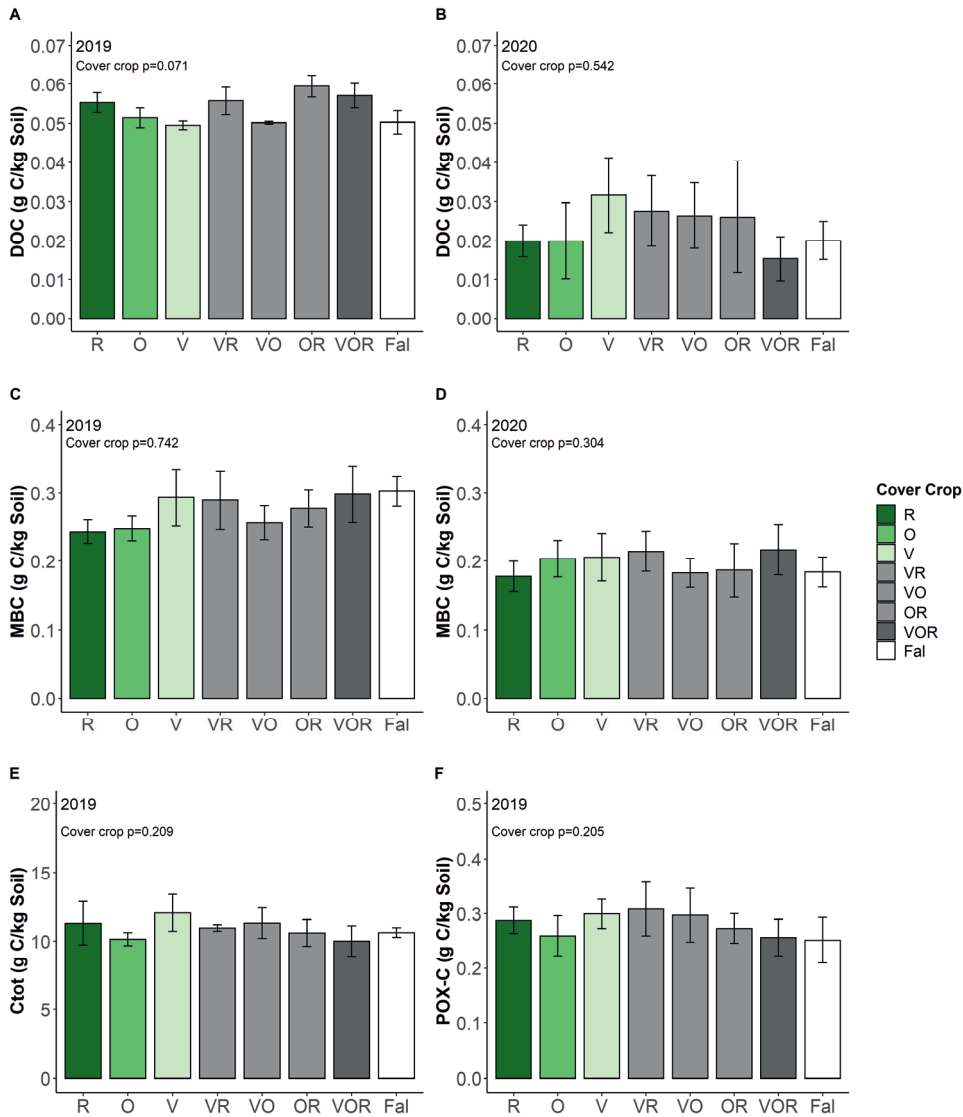 A
2019
Cover crop p=0.071
DOC (g C/kg Soil)
0.07
0.06
0.05
0.04
0.03
0.02
0.01
0.00
R O V VR VO OR VOR Fal
B
2020
Cover crop p=0.542
DOC (g C/kg Soil)
0.07
0.06
0.05
0.04
0.03
0.02
0.01
0.00
R O V VR VO OR VOR Fal
C
2019
Cover crop p=0.742
MBC (g C/kg Soil)
0.4
0.3
0.2
0.1
0.0
R O V VR VO OR VOR Fal
D
2020
Cover crop p=0.304
MBC (g C/kg Soil)
0.4
0.3
0.2
0.1
0.0
R O V VR VO OR VOR Fal
Cover Crop
R
O
V
VR
VO
OR
VOR
Fal
E
2019
Cover crop p=0.209
Ctot (g C/kg Soil)
20
15
10
5
0
R O V VR VO OR VOR Fal
F
2019
Cover crop p=0.205
POX-C (g C/kg Soil)
0.5
0.4
0.3
0.2
0.1
0.0
R O V VR VO OR VOR Fal